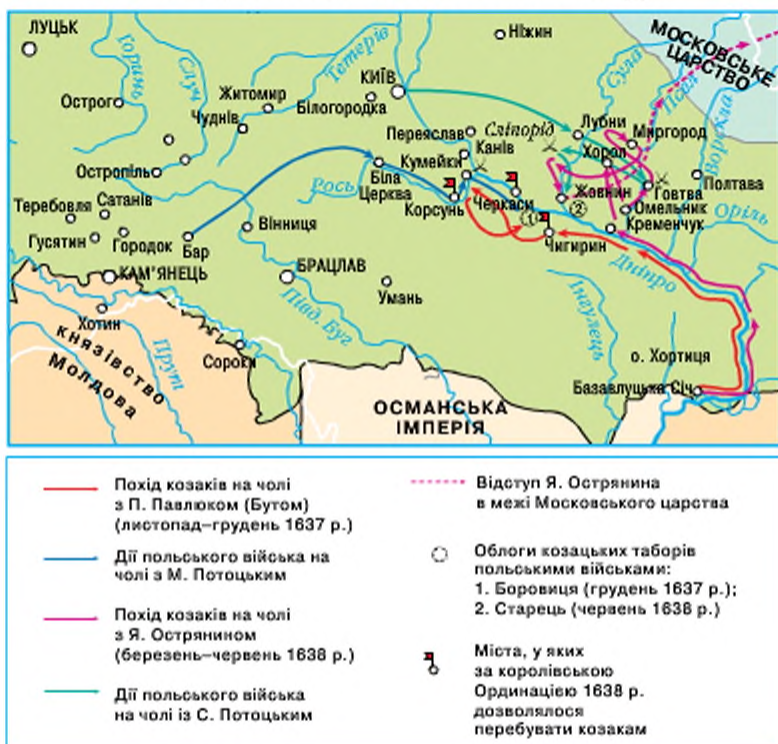 ЛУЦЬК
Горинь
Случ
Тетерів
Ніжин
Сула
МОСКОВСЬКЕ
ЦАРСТВО
Псел
Ворскла
Острог
Житомир
Чуднів
КИЇВ
Білогородка
Переяслав
Сліпорід
Лубни
Миргород
Хорол
Остропіль
Канів
Кумейки
Біла
Церква
Рось
Корсунь
Черкаси
Жовнин
Говтва
Полтава
Омельник
Кременчук
Оріль
Теребовля
Сатанів
Гусятин
Городок
Бар
Вінниця
1
2
Чигирин
КАМ'ЯНЕЦЬ
БРАЦЛАВ
Умань
Дніпро
Півд. Буг
Інгулець
Хотин
КНЯЗІВСТВО
Молдова
Прут
Сороки
о. Хортиця
Базавлуцька Січ
ОСМАНСЬКА
ІМПЕРІЯ
Похід козаків на чолі
з П. Павлюком (Бутом)
(листопад–грудень 1637 р.)
Дії польського війська на
чолі з М. Потоцьким
Похід козаків на чолі
з Я. Острянином
(березень–червень 1638 р.)
Дії польського війська
на чолі із С. Потоцьким
Відступ Я. Острянина
в межі Московського царства
Облоги козацьких таборів
польськими військами:
1. Боровиця (грудень 1637 р.);
2. Старець (червень 1638 р.)
Міста, у яких
за королівською
Ординацією 1638 р.
дозволялося
перебувати козакам